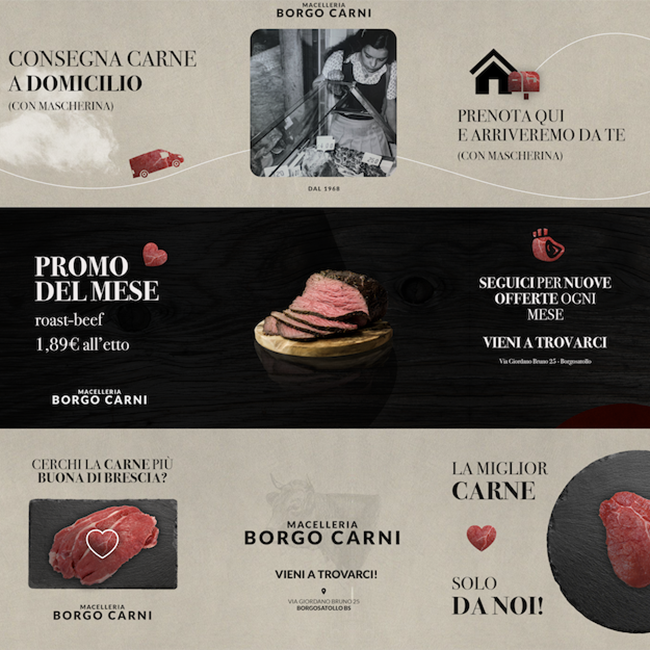 MACELLERIA
BORGO CARNI
CONSEGNA CARNE
A DOMICILIO
(CON MASCHERINA)
DAL 1968
PRENOTA QUI
E ARRIVEREMO DA TE
(CON MASCHERINA)
PROMO
DEL MESE
roast-beef
1,89€ all'etto
MACELLERIA
BORGO CARNI
SEGUICI PER NUOVE
OFFERTE OGNI
MESE
VIENI A TROVARCI
Via Giordano Bruno 25 - Borgosatollo
CERCHI LA CARNE PIÙ
BUONA DI BRESCIA?
MACELLERIA
BORGO CARNI
MACELLERIA
BORGO CARNI
VIENI A TROVARCI!
VIA GIORDANO BRUNO 25
BORGOSATOLLO BS
LA MIGLIOR
CARNE
SOLO
DA NOI!